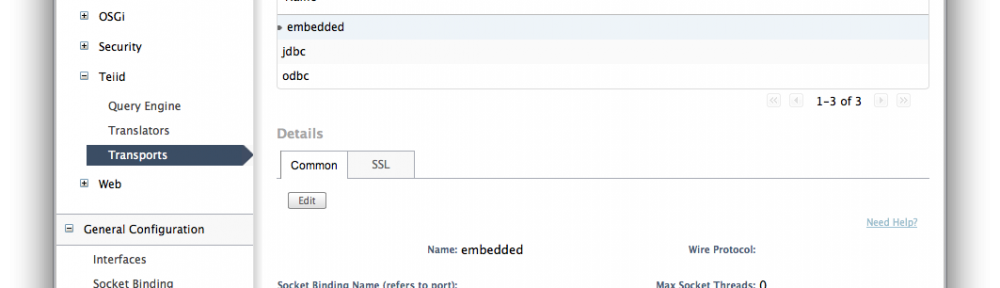 Name
OSGi
embedded
Security
jdbc
Teiid
odbc
Query Engine
1-3 of 3
Translators
Details
Transports
Common
SSL
Web
Edit
Need Help?
General Configuration
Name: embedded
Wire Protocol:
Interfaces
Socket Binding
Socket Binding Name (refers to port):
Max Socket Threads: 0